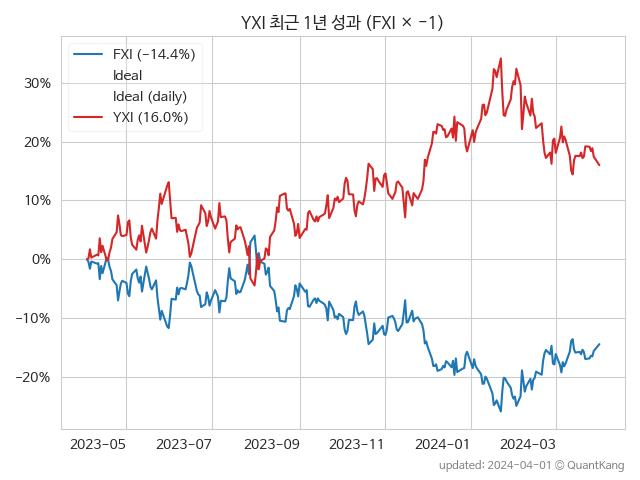 YXI 최근 1년 성과 (FXI × -1)
FXI (-14.4%)
Ideal
Ideal (daily)
YXI (16.0%)
30%
20%
10%
0%
-10%
-20%
2023-05
2023-07
2023-09
2023-11
2024-01
2024-03
updated: 2024-04-01 © QuantKang